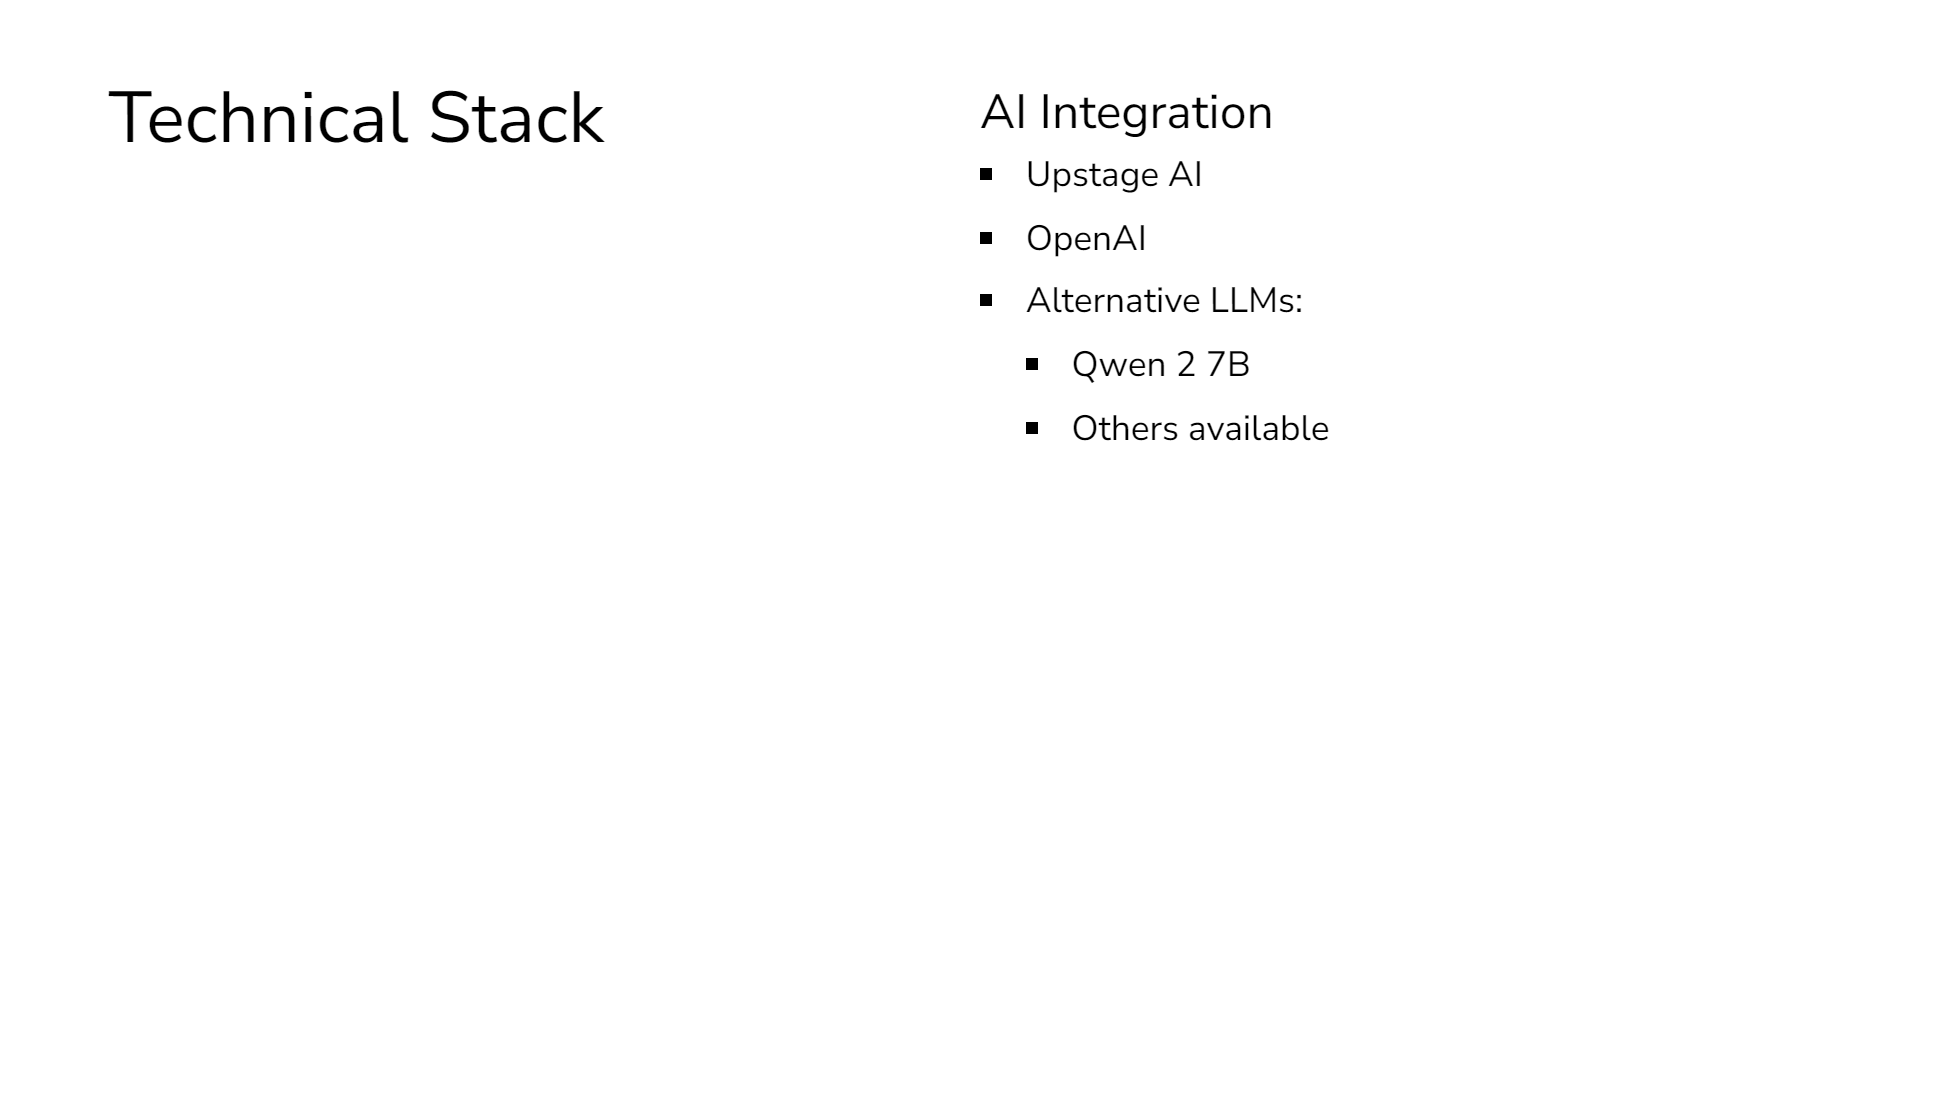 Technical Stack
AI Integration
▪ Upstage AI
▪ OpenAI
▪ Alternative LLMs:
▪ Qwen 2 7B
▪ Others available